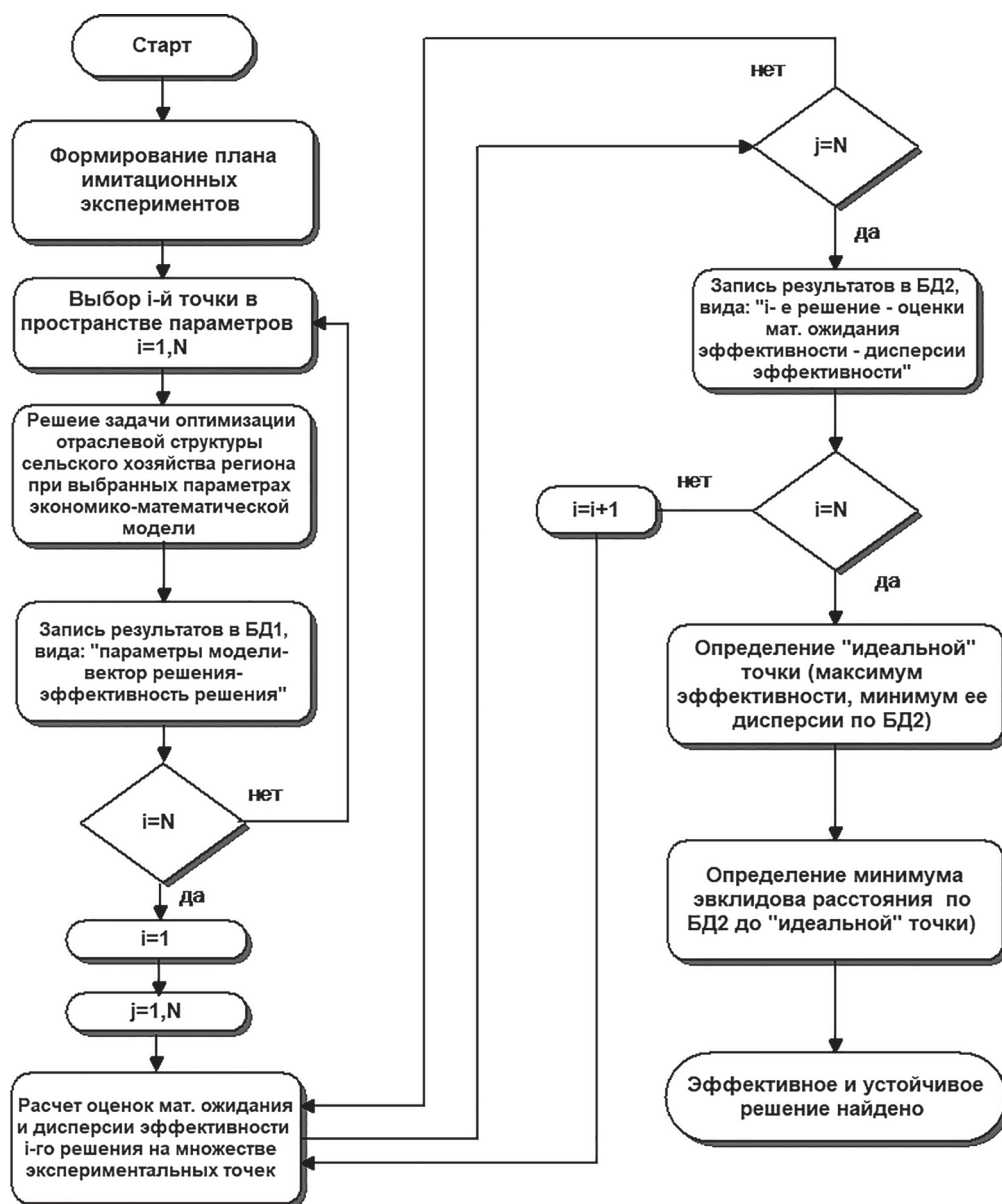 Старт
Формирование плана
имитационных
экспериментов
Выбор i-й точки в
пространстве параметров
i=1,N
Решеие задачи оптимизации
отраслевой структуры
сельского хозяйства региона
при выбранных параметрах
экономико-математической
модели
Запись результатов в БД1,
вида: "параметры модели-
вектор решения-
эффективность решения"
i=N
нет
да
i=1
j=1,N
Расчет оценок мат. ожидания
и дисперсии эффективности
i-го решения на множестве
экспериментальных точек
нет
j=N
да
Запись результатов в БД2,
вида: "i- е решение - оценки
мат. ожидания
эффективности - дисперсии
эффективности"
нет
i=i+1
i=N
да
Определение "идеальной"
точки (максимум
эффективности, минимум ее
дисперсии по БД2)
Определение минимума
эвклидова расстояния по
БД2 до "идеальной" точки)
Эффективное и устойчивое
решение найдено